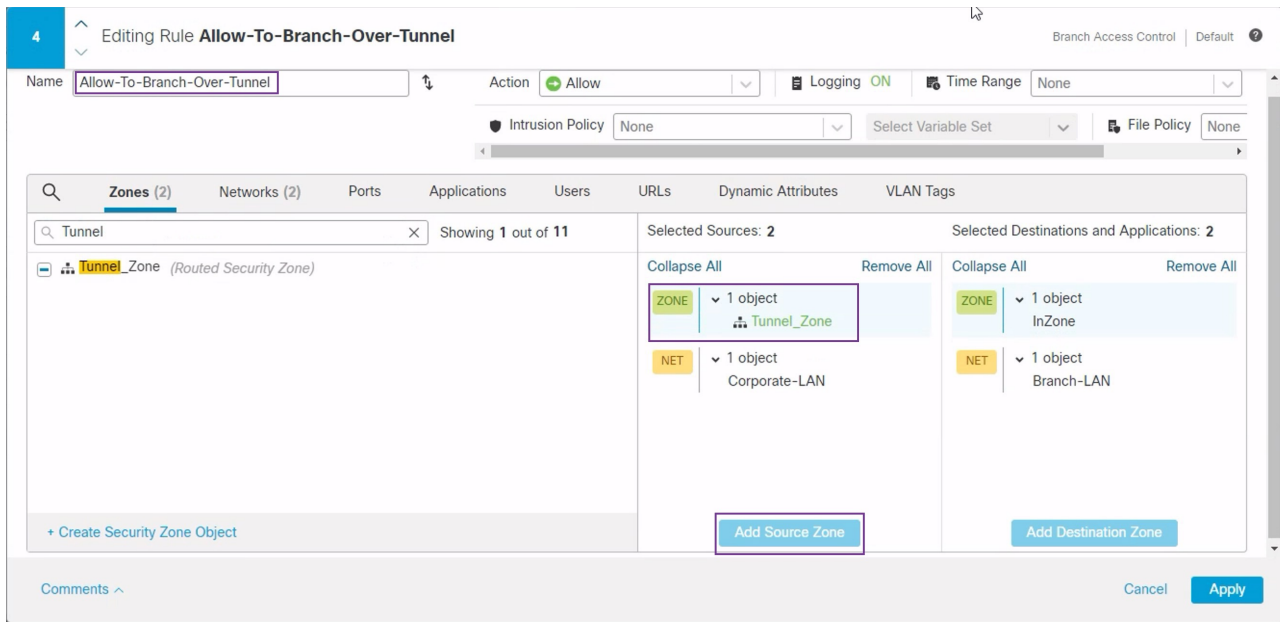 4 Editing Rule Allow-To-Branch-Over-Tunnel Branch Access Control | Default ?
Name Allow-To-Branch-Over-Tunnel Action Allow Logging ON Time Range None
Intrusion Policy None Select Variable Set File Policy None
Zones (2) Networks (2) Ports Applications Users URLs Dynamic Attributes VLAN Tags
Tunnel Showing 1 out of 11 Selected Sources: 2 Selected Destinations and Applications: 2
Tunnel_Zone (Routed Security Zone) Collapse All Remove All Collapse All Remove All
ZONE 1 object ZONE 1 object
Tunnel_Zone InZone
NET 1 object NET 1 object
Corporate-LAN Branch-LAN
+ Create Security Zone Object Add Source Zone Add Destination Zone
Comments Cancel Apply